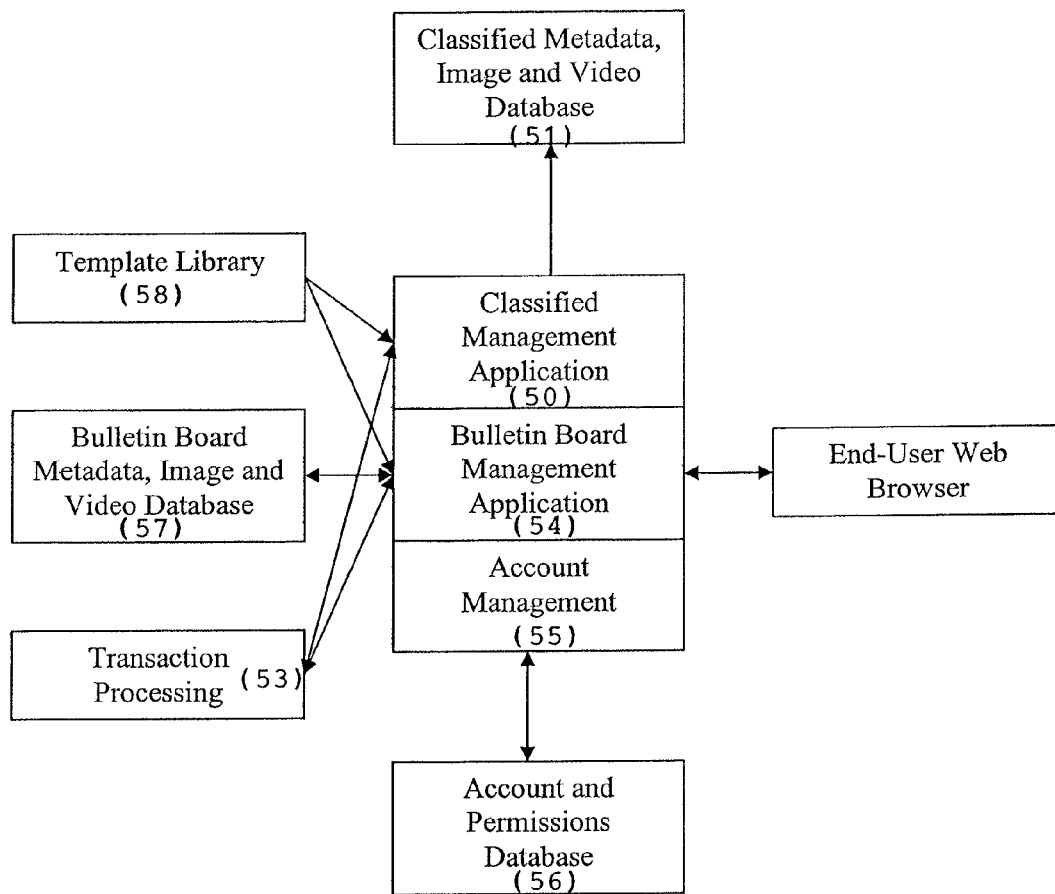 Classified Metadata,
Image and Video
Database
(51)
Template Library
(58)
Classified
Management
Application
(50)
Bulletin Board
Metadata, Image and
Video Database
(57)
Bulletin Board
Management
Application
(54)
End-User Web
Browser
Account
Management
(55)
Transaction
Processing (53)
Account and
Permissions
Database
(56)